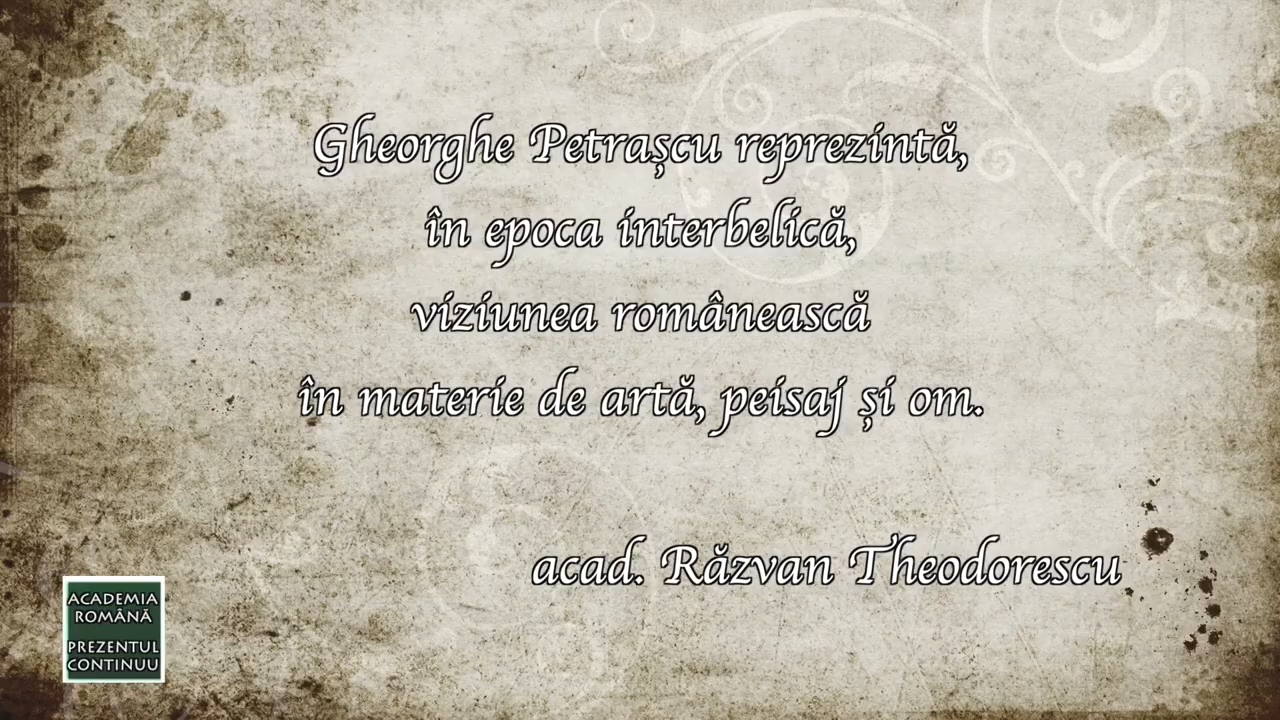 Gheorghe Petrașcu reprezintă,
în epoca interbelică,
viziunea românească
în materie de artă, peisaj și om.
acad. Răzvan Theodorescu
ACADEMIA
ROMÂNĂ
PREZENTUL
CONTINUU